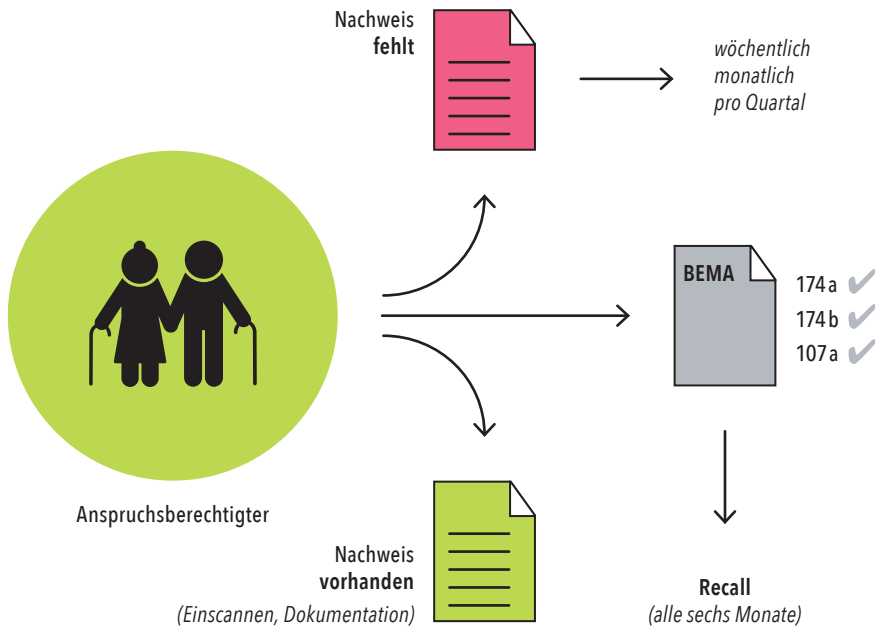 Nachweis
fehlt
wöchentlich
monatlich
pro Quartal
BEMA
174 a
174 b
107 a
Anspruchsberechtigter
Nachweis
vorhanden
(Einscannen, Dokumentation)
Recall
(alle sechs Monate)